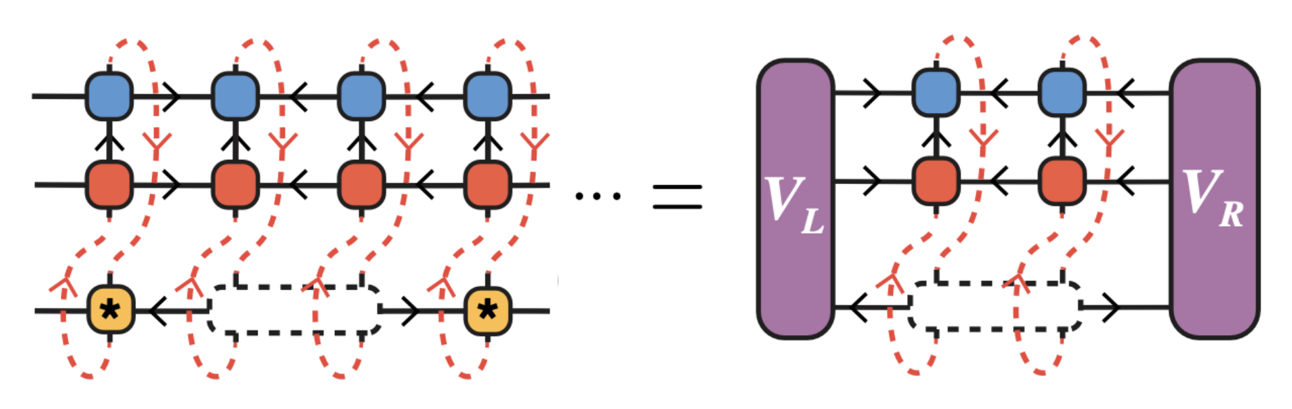 * * ... = V_L V_R